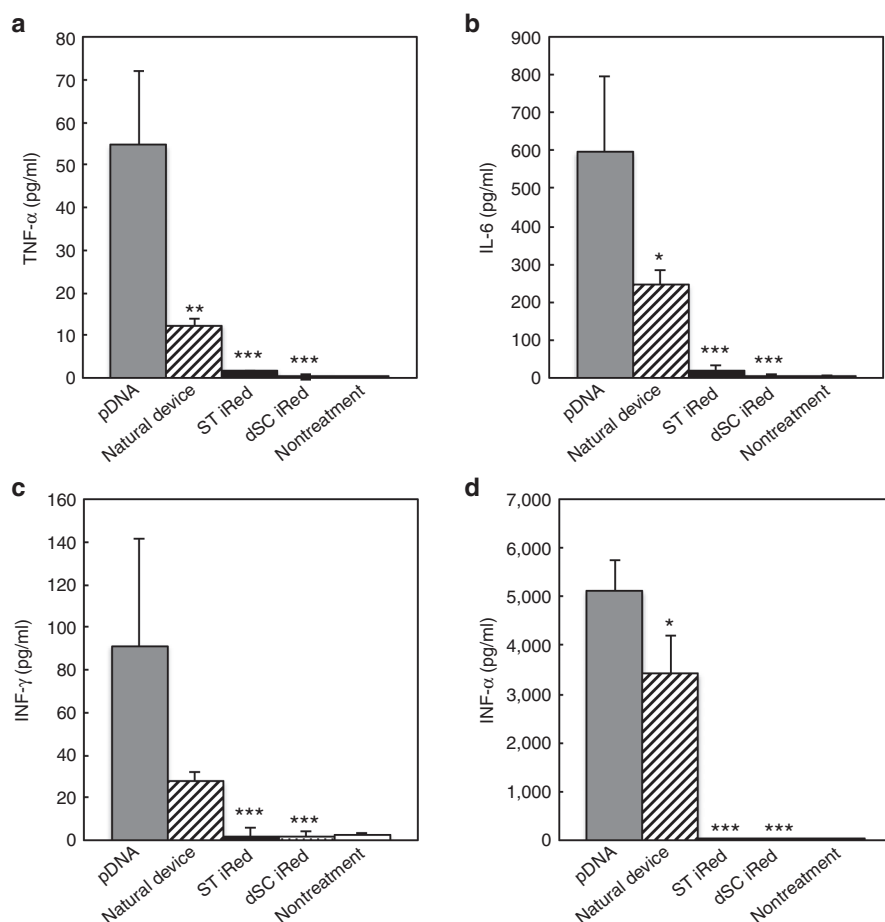 a
80
70
60
50
40
30
20
10
0
TNF-α (pg/ml)
**
***
***
pDNA
Natural device
ST iRed
dSC iRed
Nontreatment
b
900
800
700
600
500
400
300
200
100
0
IL-6 (pg/ml)
*
***
***
pDNA
Natural device
ST iRed
dSC iRed
Nontreatment
c
160
140
120
100
80
60
40
20
0
INF-γ (pg/ml)
***
***
pDNA
Natural device
ST iRed
dSC iRed
Nontreatment
d
7,000
6,000
5,000
4,000
3,000
2,000
1,000
0
INF-α (pg/ml)
*
***
***
pDNA
Natural device
ST iRed
dSC iRed
Nontreatment